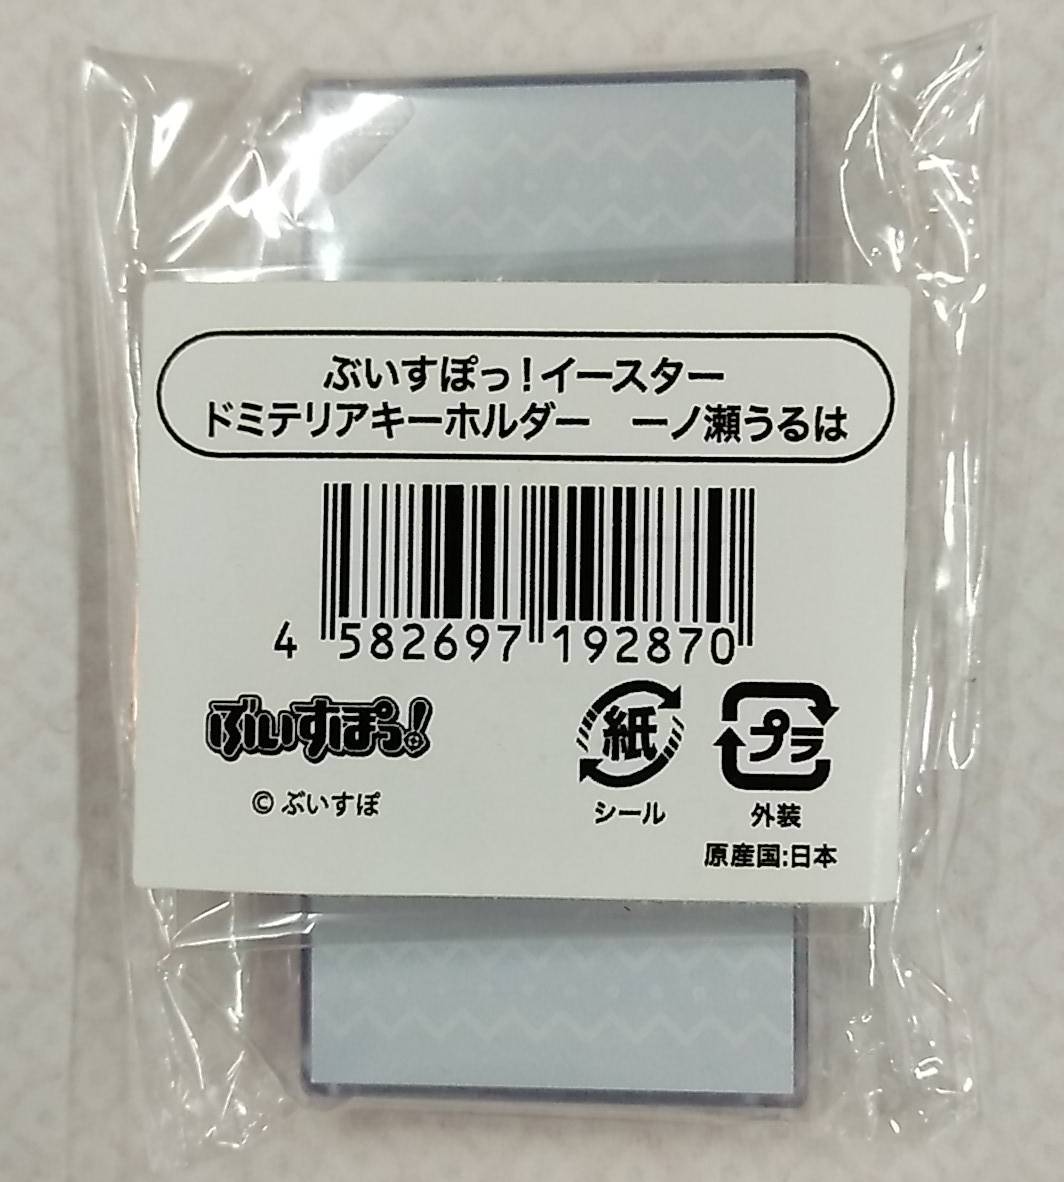 ぶいすぽっ！イースター
ドミテリアキーホルダー　一ノ瀬うるは
4 582697 192870
ぶいすぽっ!
© ぶいすぽ
紙
シール
プラ
外装
原産国:日本